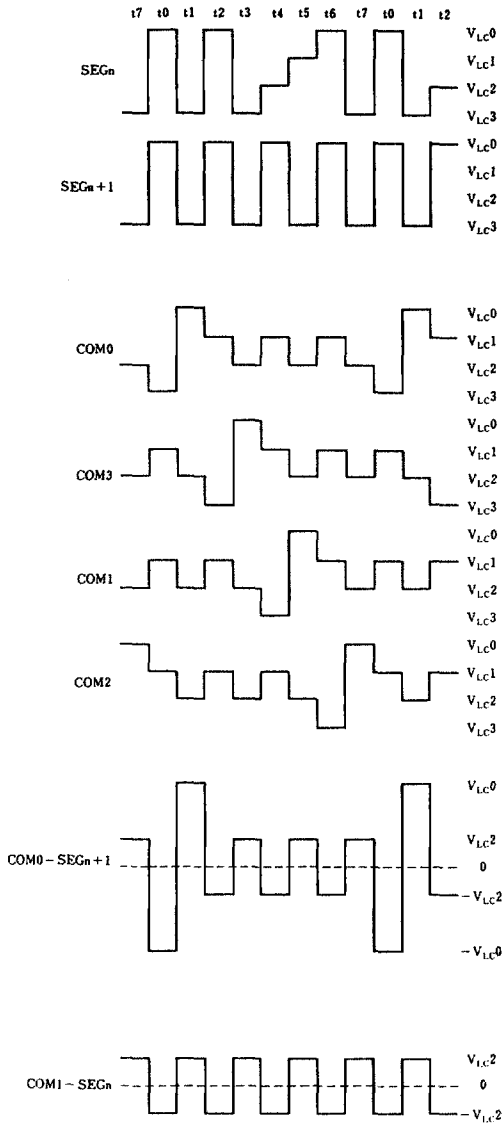 t7 t0 t1 t2 t3 t4 t5 t6 t7 t0 t1 t2
SEGn
VLC0
VLC1
VLC2
VLC3
SEGn+1
VLC0
VLC1
VLC2
VLC3
COM0
VLC0
VLC1
VLC2
VLC3
COM3
VLC0
VLC1
VLC2
VLC3
COM1
VLC0
VLC1
VLC2
VLC3
COM2
VLC0
VLC1
VLC2
VLC3
COM0-SEGn+1
VLC0
VLC2
0
-VLC2
-VLC0
COM1-SEGn
VLC2
0
-VLC2